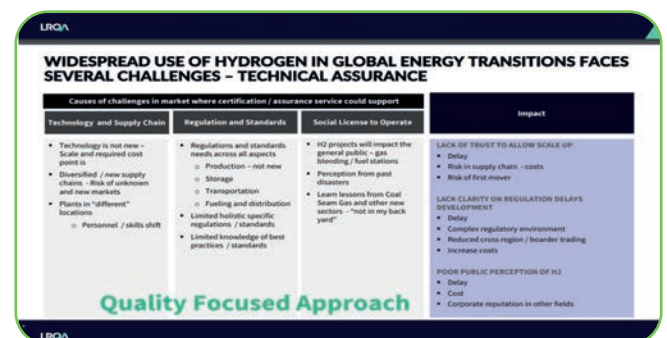 LRQA
WIDESPREAD USE OF HYDROGEN IN GLOBAL ENERGY TRANSITIONS FACES
SEVERAL CHALLENGES – TECHNICAL ASSURANCE
Causes of challenges in market where certification / assurance service could support
Technology and Supply Chain
• Technology is not new –
Scale and required cost
point is
• Diversified / new supply
chains - Risk of unknown
and new markets
• Plants in "different"
locations
o Personnel / skills shift
Regulation and Standards
• Regulations and standards
needs across all aspects
o Production – not new
o Storage
o Transportation
o Fueling and distribution
• Limited holistic specific
regulations / standards
• Limited knowledge of best
practices / standards
Social License to Operate
• H2 projects will impact the
general public – gas
blending / fuel stations
• Perception from past
disasters
• Learn lessons from Coal
Seam Gas and other new
sectors - "not in my back
yard"
Impact
LACK OF TRUST TO ALLOW SCALE UP
• Delay
• Risk in supply chain - costs
• Risk of first mover
LACK CLARITY ON REGULATION DELAYS
DEVELOPMENT
• Delay
• Complex regulatory environment
• Reduced cross region / boarder trading
• Increase costs
POOR PUBLIC PERCEPTION OF H2
• Delay
• Cost
• Corporate reputation in other fields
Quality Focused Approach
LRQA